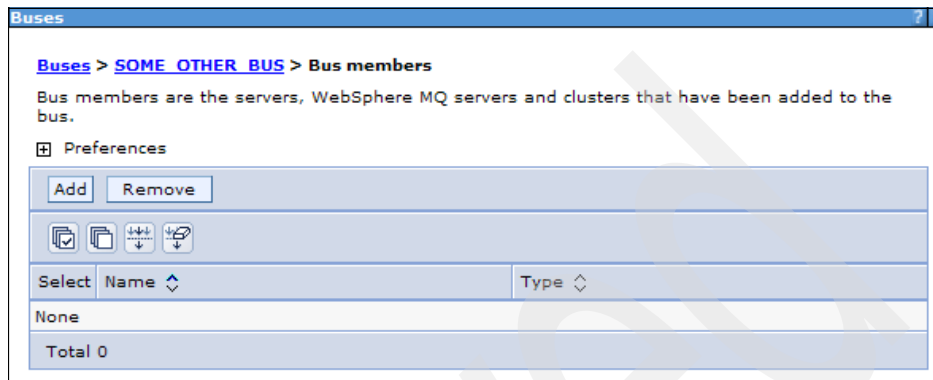 Buses ?
Buses > SOME_OTHER_BUS > Bus members
Bus members are the servers, WebSphere MQ servers and clusters that have been added to the
bus.
Preferences
Add Remove
Select Name Type
None
Total 0